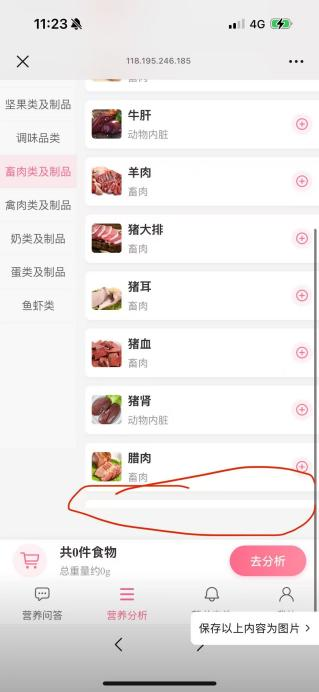 11:23
4G
118.195.246.185
畜肉
坚果类及制品
牛肝
动物内脏
调味品类
畜肉类及制品
羊肉
畜肉
禽肉类及制品
猪大排
畜肉
奶类及制品
蛋类及制品
猪耳
畜肉
鱼虾类
猪血
畜肉
猪肾
动物内脏
腊肉
畜肉
共0件食物
总重量约0g
去分析
营养问答
营养分析
保存以上内容为图片